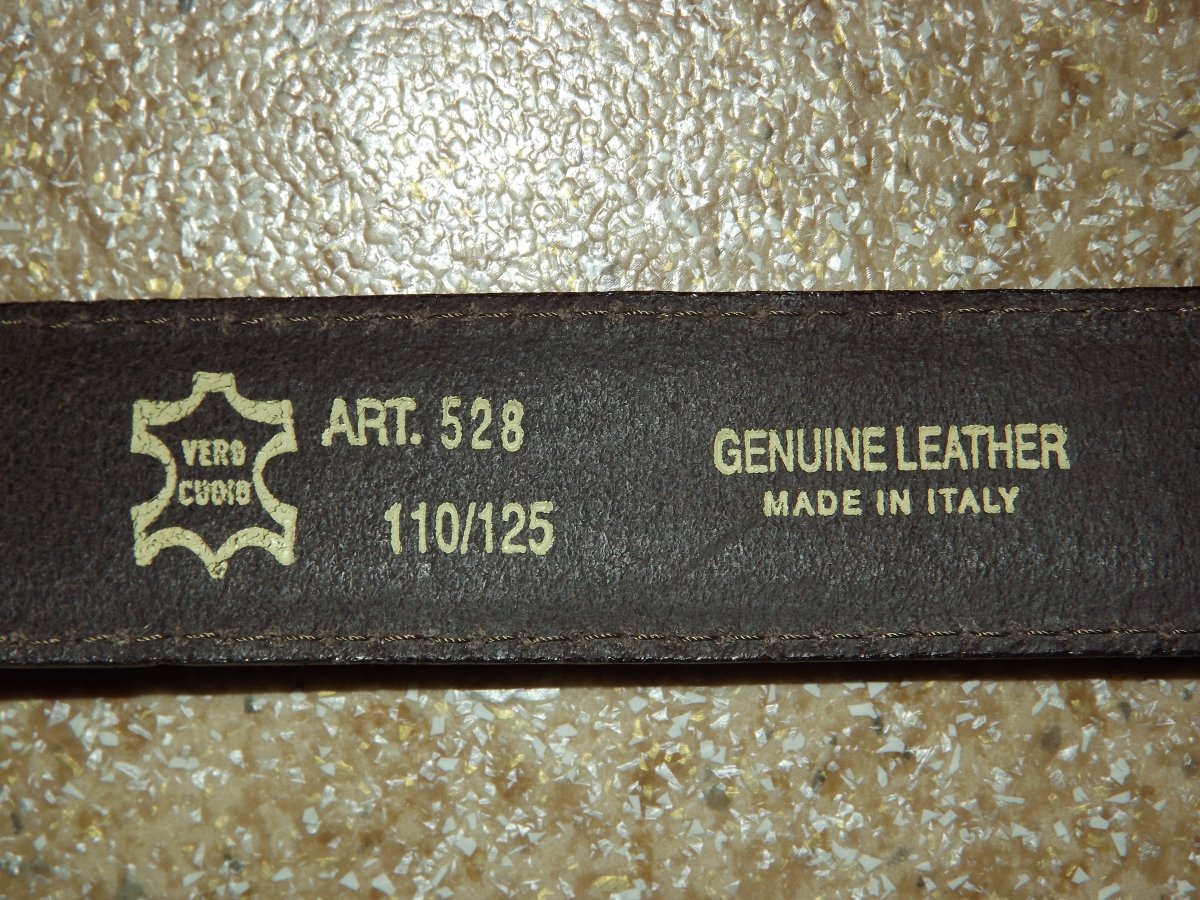 VERO
CUOIO
ART. 528
110/125
GENUINE LEATHER
MADE IN ITALY